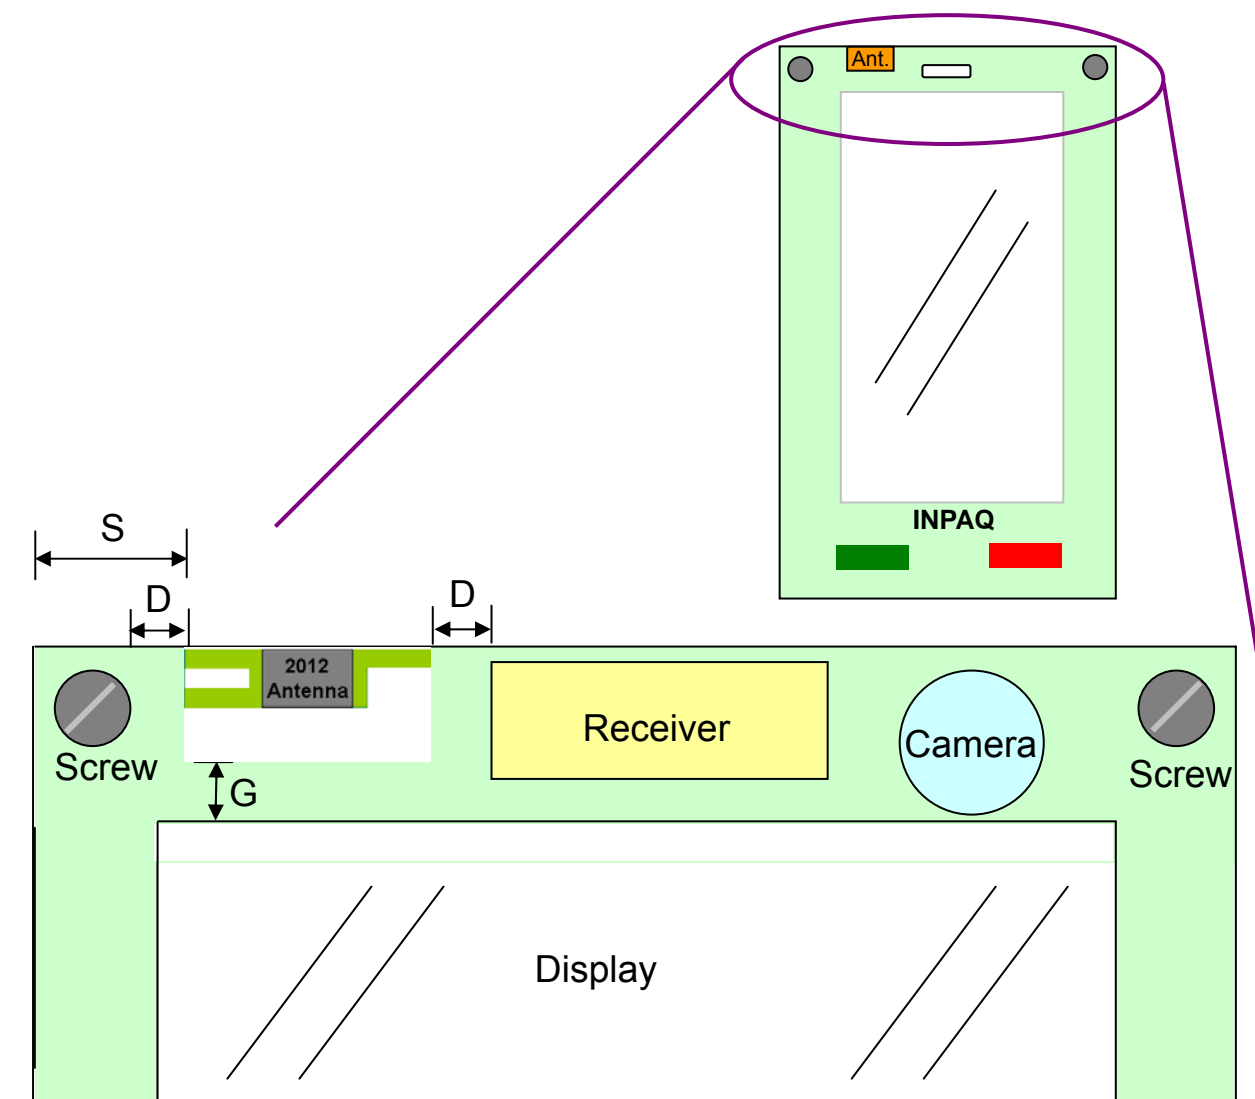 Ant.
INPAQ
S
D
D
2012
Antenna
Receiver
Camera
Screw
Screw
G
Display